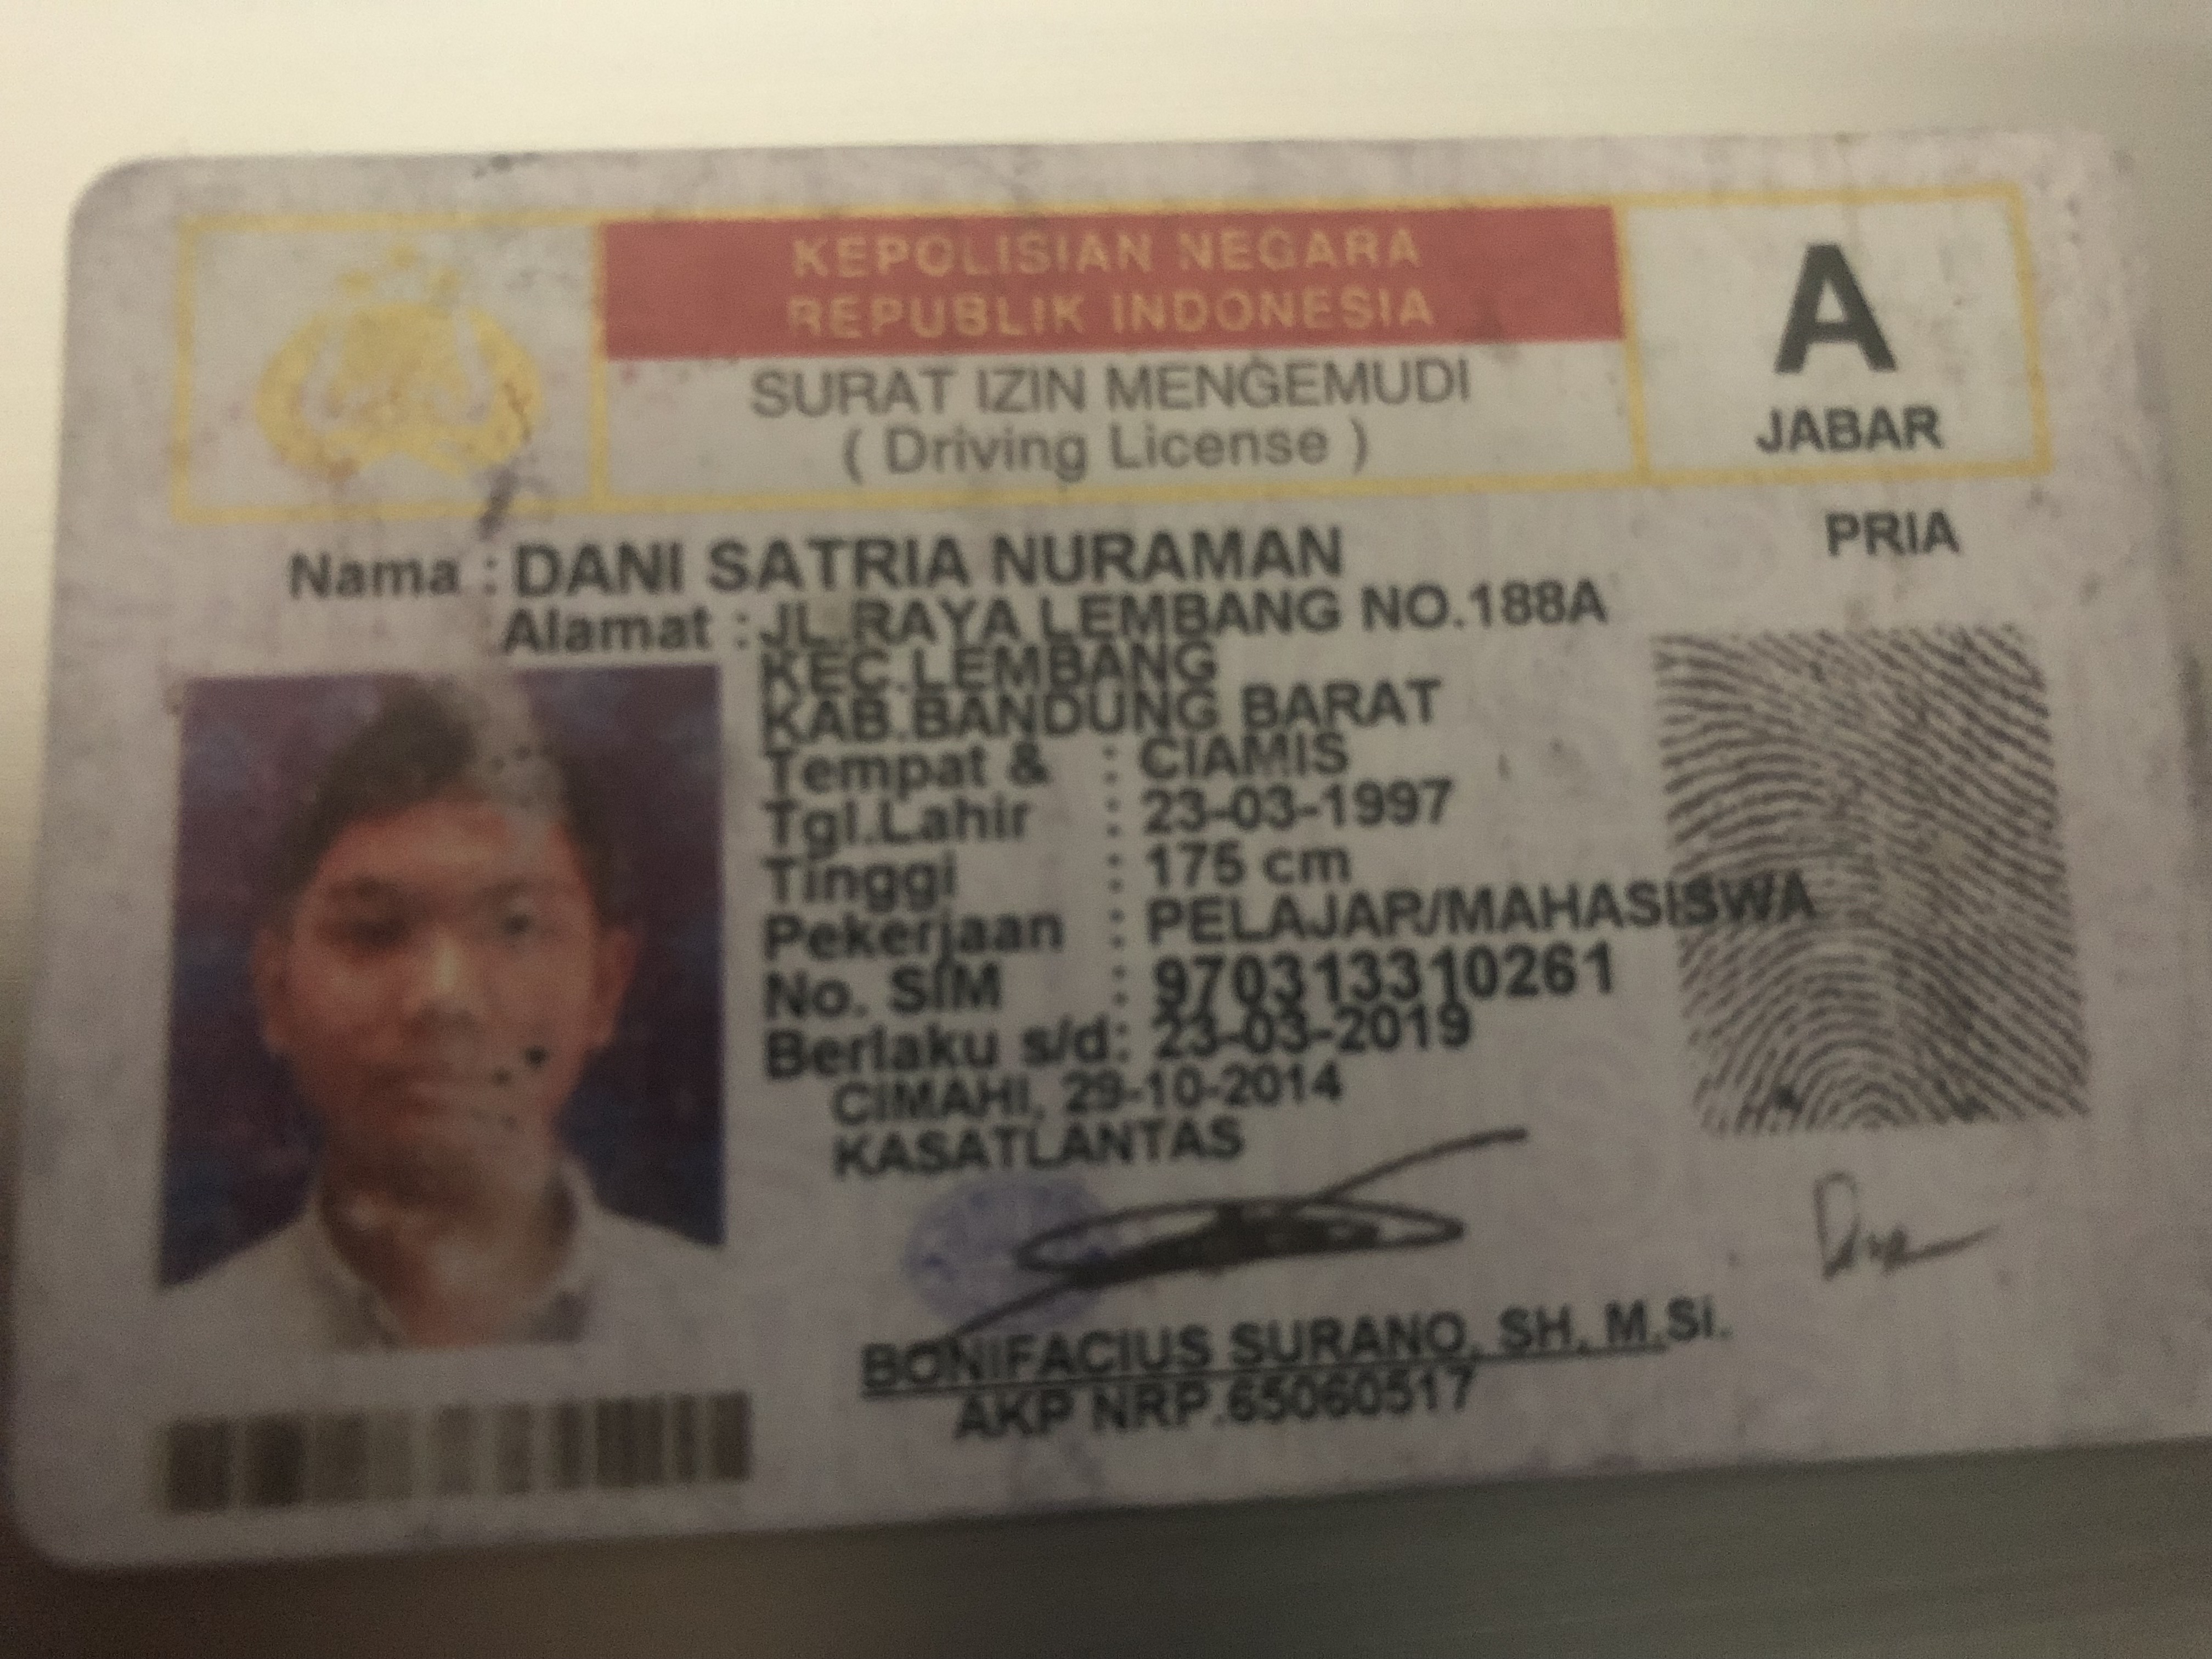 KEPOLISIAN NEGARA
REPUBLIK INDONESIA
SURAT IZIN MENGEMUDI
( Driving License )
A
JABAR
Nama : DANI SATRIA NURAMAN
PRIA
Alamat : JL. RAYA LEMBANG NO.188A
KEC.LEMBANG
KAB.BANDUNG BARAT
Tempat & : CIAMIS
Tgl.Lahir : 23-03-1997
Tinggi : 175 cm
Pekerjaan : PELAJAR/MAHASISWA
No. SIM : 970313310261
Berlaku s/d : 23-03-2019
CIMAHI, 29-10-2014
KASATLANTAS
BONIFACIUS SURANO, SH, M.Si.
AKP NRP 65060517